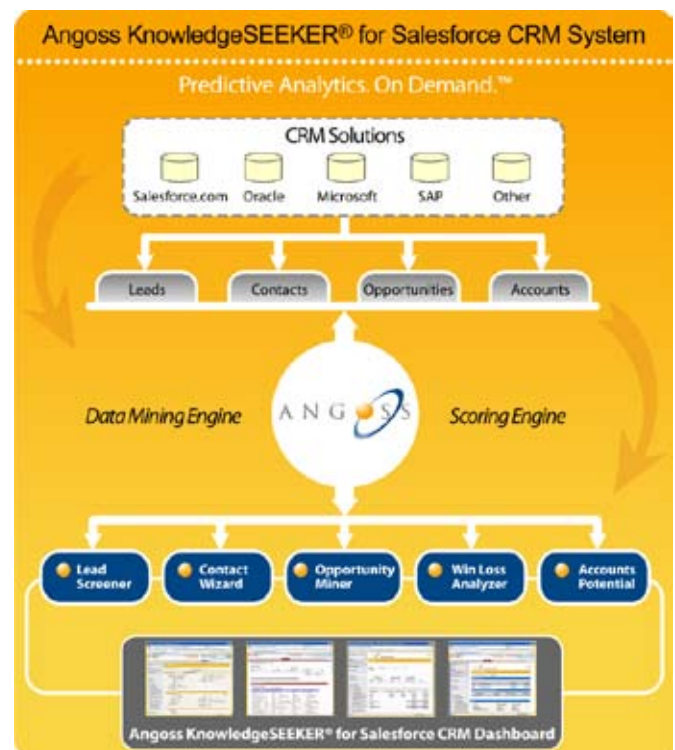 Angoss KnowledgeSEEKER® for Salesforce CRM System
Predictive Analytics. On Demand.™
CRM Solutions
Salesforce.com Oracle Microsoft SAP Other
Leads Contacts Opportunities Accounts
Data Mining Engine ANGOSS Scoring Engine
Lead Screener
Contact Wizard
Opportunity Miner
Win Loss Analyzer
Accounts Potential
Angoss KnowledgeSEEKER® for Salesforce CRM Dashboard